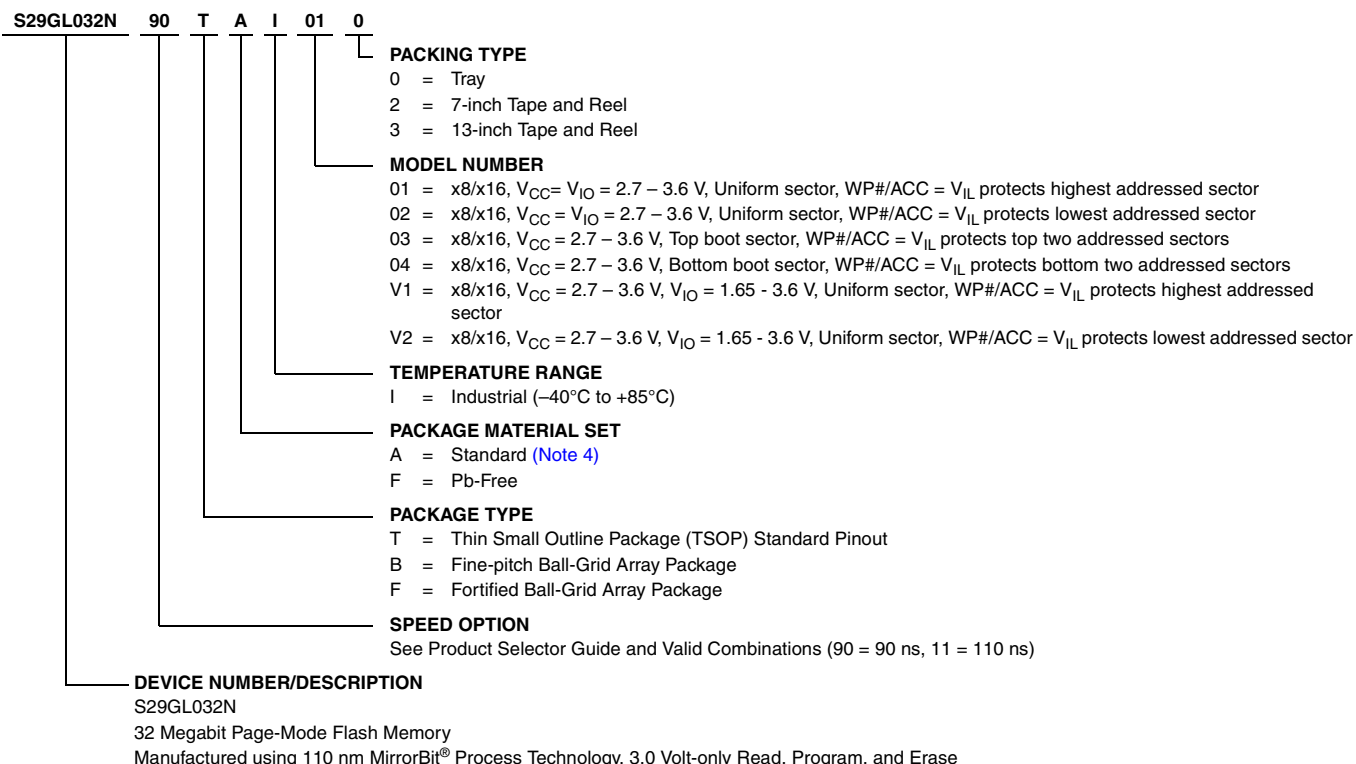 S29GL032N 90 T A I 01 0
PACKING TYPE
0 = Tray
2 = 7-inch Tape and Reel
3 = 13-inch Tape and Reel
MODEL NUMBER
01 = x8/x16, VCC= VIO = 2.7 – 3.6 V, Uniform sector, WP#/ACC = VIL protects highest addressed sector
02 = x8/x16, VCC = VIO = 2.7 – 3.6 V, Uniform sector, WP#/ACC = VIL protects lowest addressed sector
03 = x8/x16, VCC = 2.7 – 3.6 V, Top boot sector, WP#/ACC = VIL protects top two addressed sectors
04 = x8/x16, VCC = 2.7 – 3.6 V, Bottom boot sector, WP#/ACC = VIL protects bottom two addressed sectors
V1 = x8/x16, VCC = 2.7 – 3.6 V, VIO = 1.65 - 3.6 V, Uniform sector, WP#/ACC = VIL protects highest addressed
sector
V2 = x8/x16, VCC = 2.7 – 3.6 V, VIO = 1.65 - 3.6 V, Uniform sector, WP#/ACC = VIL protects lowest addressed sector
TEMPERATURE RANGE
I = Industrial (–40°C to +85°C)
PACKAGE MATERIAL SET
A = Standard (Note 4)
F = Pb-Free
PACKAGE TYPE
T = Thin Small Outline Package (TSOP) Standard Pinout
B = Fine-pitch Ball-Grid Array Package
F = Fortified Ball-Grid Array Package
SPEED OPTION
See Product Selector Guide and Valid Combinations (90 = 90 ns, 11 = 110 ns)
DEVICE NUMBER/DESCRIPTION
S29GL032N
32 Megabit Page-Mode Flash Memory
Manufactured using 110 nm MirrorBit® Process Technology, 3.0 Volt-only Read, Program, and Erase